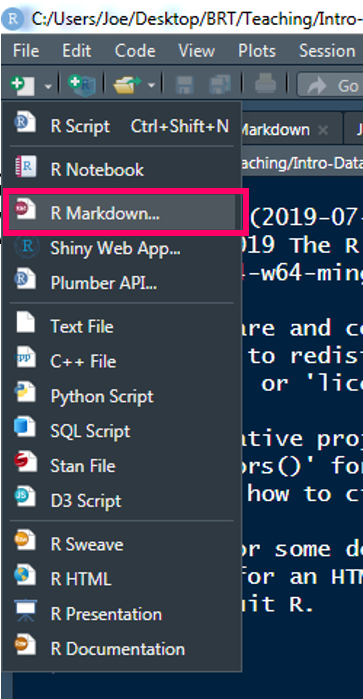 R C:/Users/Joe/Desktop/BRT/Teaching/Intro-
File Edit Code View Plots Session
Go
R Script Ctrl+Shift+N
Markdown ×
R Notebook
aching/Intro-Data
R Markdown...
(2019-07-
Shiny Web App...
019 The R
Plumber API...
-w64-ming
Text File
are and co
C++ File
to redist
Python Script
or 'lice
SQL Script
ative proj
Stan File
ors()' for
D3 Script
how to ci
R Sweave
or some de
R HTML
for an HTM
R Presentation
uit R.
R Documentation